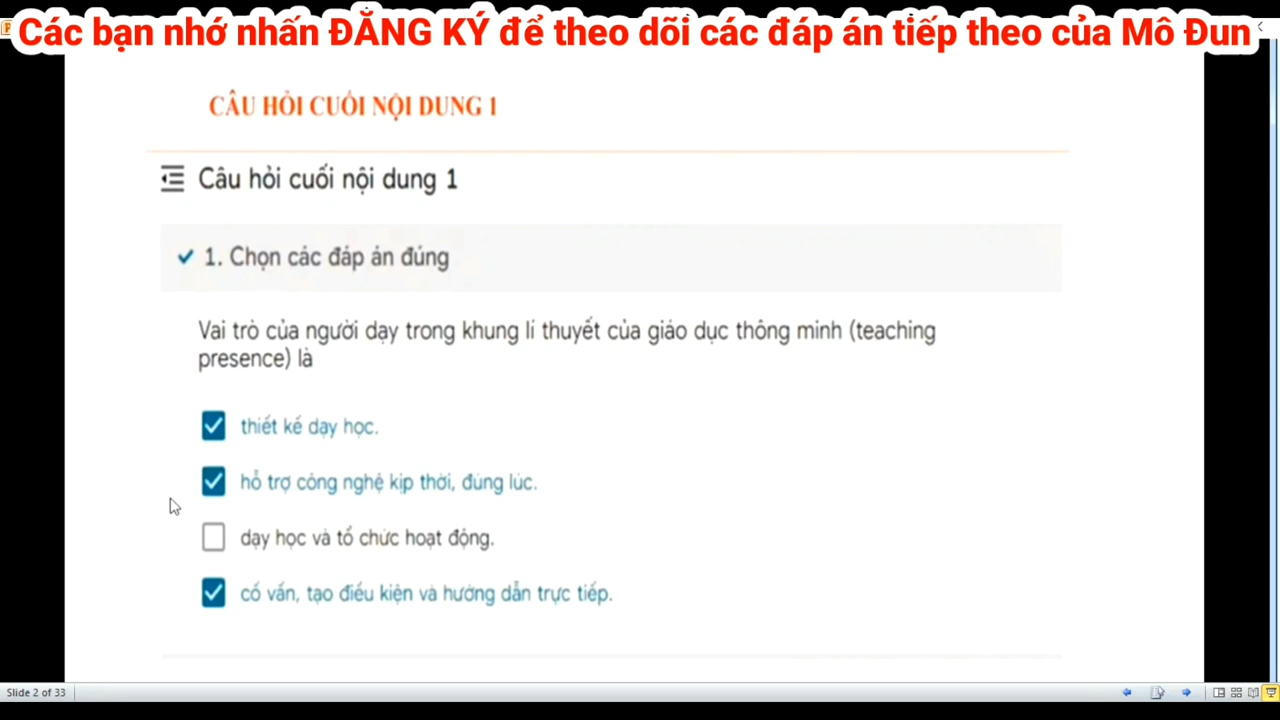 Các bạn nhớ nhấn ĐĂNG KÝ để theo dõi các đáp án tiếp theo của Mô Đun
CÂU HỎI CUỐI NỘI DUNG 1
Câu hỏi cuối nội dung 1
1. Chọn các đáp án đúng
Vai trò của người dạy trong khung lí thuyết của giáo dục thông minh (teaching
presence) là
thiết kế dạy học.
hỗ trợ công nghệ kịp thời, đúng lúc.
dạy học và tổ chức hoạt động.
cố vấn, tạo điều kiện và hướng dẫn trực tiếp.
Slide 2 of 33